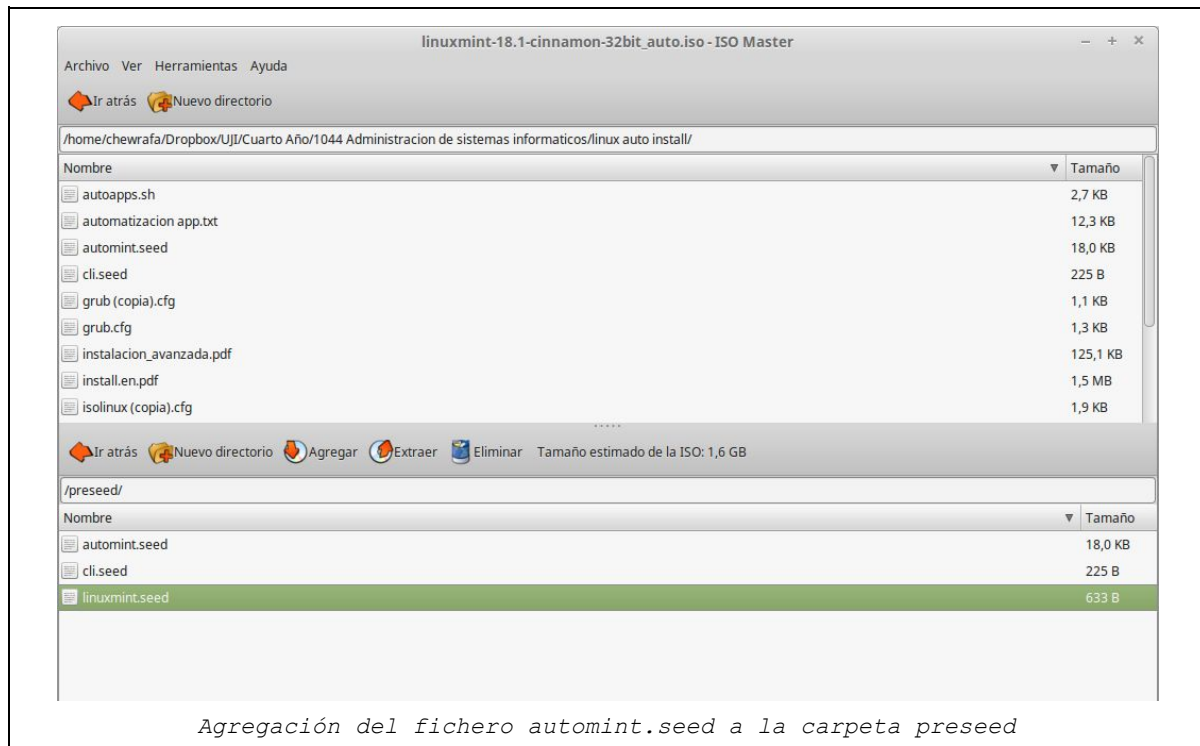 linuxmint-18.1-cinnamon-32bit_auto.iso - ISO Master
Archivo Ver Herramientas Ayuda
Ir atrás Nuevo directorio
/home/chewrafa/Dropbox/UJI/Cuarto Año/1044 Administracion de sistemas informaticos/linux auto install/
Nombre Tamaño
autoapps.sh 2,7 KB
automatizacion app.txt 12,3 KB
automint.seed 18,0 KB
cli.seed 225 B
grub (copia).cfg 1,1 KB
grub.cfg 1,3 KB
instalacion_avanzada.pdf 125,1 KB
install.en.pdf 1,5 MB
isolinux (copia).cfg 1,9 KB
Ir atrás Nuevo directorio Agregar Extraer Eliminar Tamaño estimado de la ISO: 1,6 GB
/preseed/
Nombre Tamaño
automint.seed 18,0 KB
cli.seed 225 B
linuxmint.seed 633 B
Agregación del fichero automint.seed a la carpeta preseed